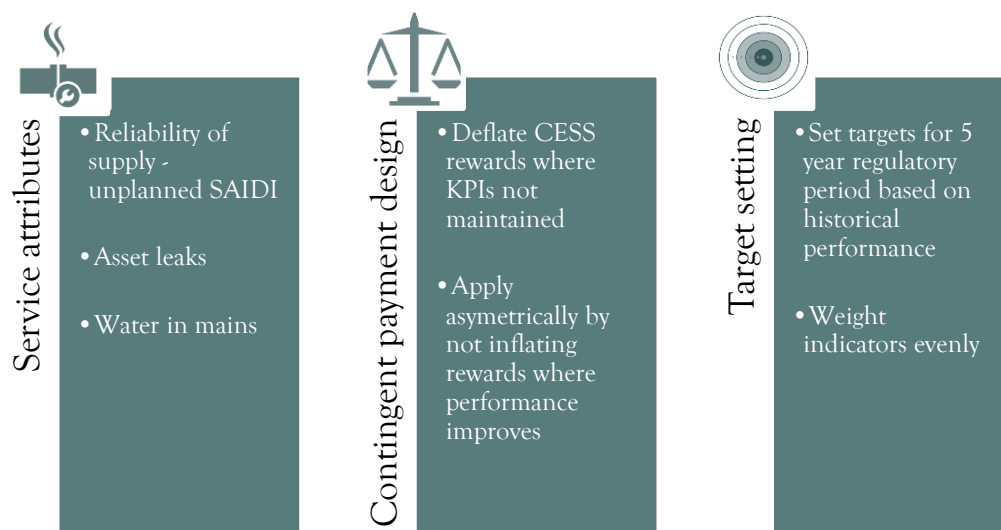 Service attributes
• Reliability of
supply -
unplanned SAIDI
• Asset leaks
• Water in mains
Contingent payment design
• Deflate CESS
rewards where
KPIs not
maintained
• Apply
asymetrically by
not inflating
rewards where
performance
improves
Target setting
• Set targets for 5
year regulatory
period based on
historical
performance
• Weight
indicators evenly